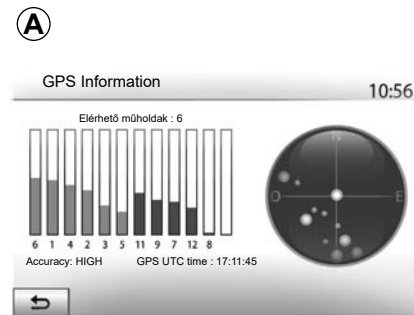 A
GPS Information
10:56
Elérhető műholdak : 6
N
O
E
6 1 4 2 3 5 11 9 7 12 8
Accuracy: HIGH GPS UTC time : 17:11:45